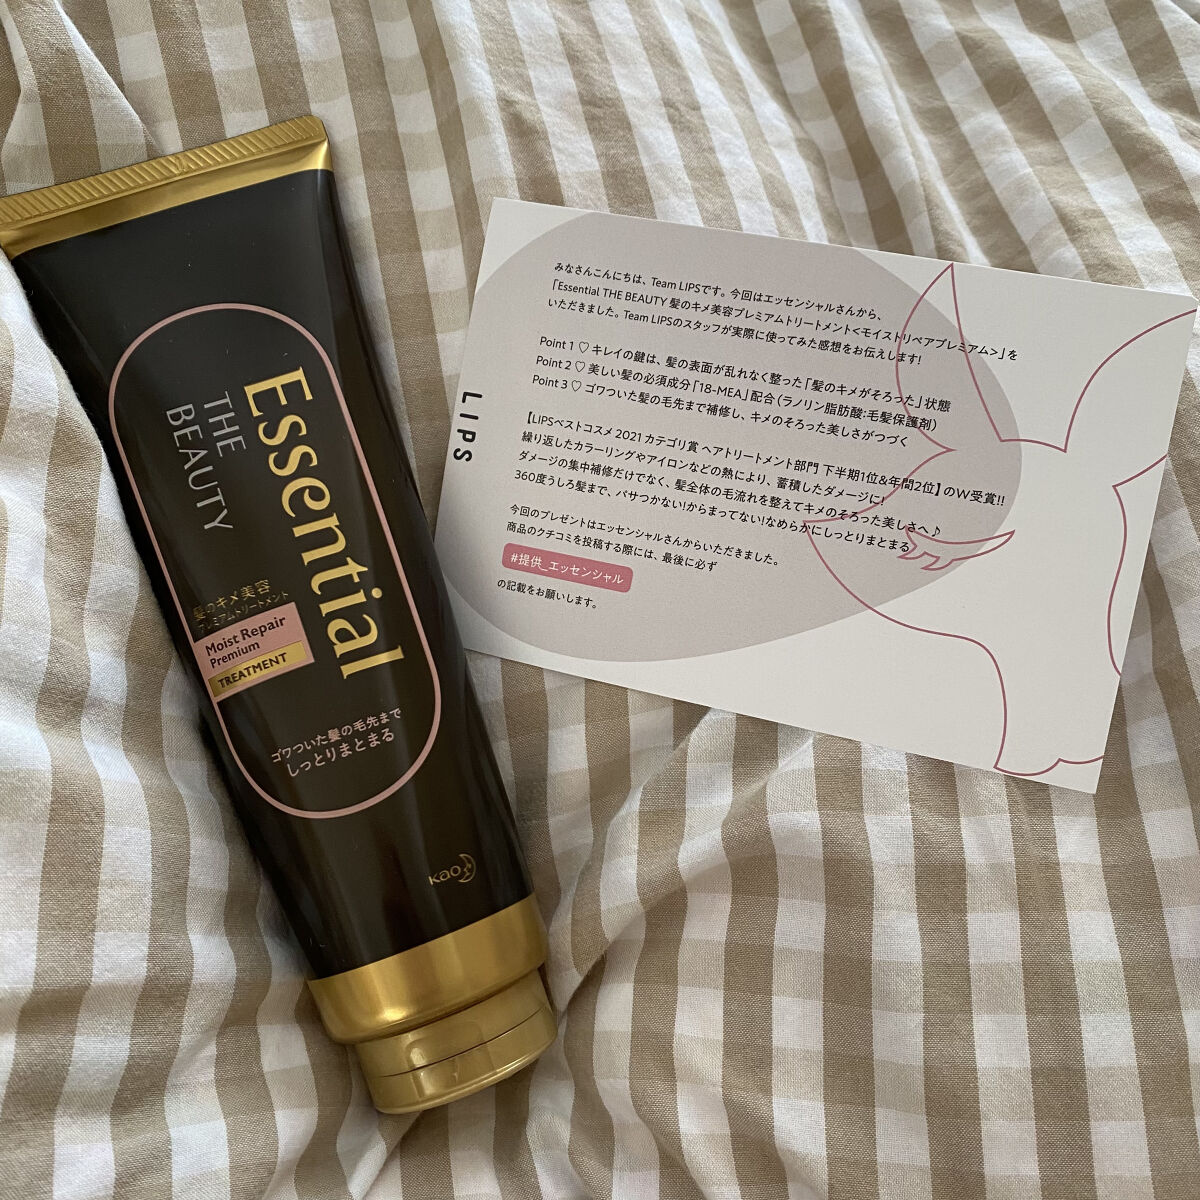 Essential
THE
BEAUTY
髪のキメ美容
プレミアムトリートメント
Moist Repair
Premium
TREATMENT
ゴワついた髪の毛先まで
しっとりまとまる
Kao
LIPS
みなさんこんにちは、Team LIPSです。今回はエッセンシャルさんから、
「Essential THE BEAUTY 髪のキメ美容プレミアムトリートメント<モイストリペアプレミアム>」を
いただきました。Team LIPSのスタッフが実際に使ってみた感想をお伝えします!
Point 1 ♡ キレイの鍵は、髪の表面が乱れなく整った「髪のキメがそろった」状態
Point 2 ♡ 美しい髪の必須成分「18-MEA」配合(ラノリン脂肪酸:毛髪保護剤)
Point 3 ♡ ゴワついた髪の毛先まで補修し、キメのそろった美しさがつづく
【LIPSベストコスメ2021 カテゴリ賞 ヘアトリートメント部門 下半期1位&年間2位】のW受賞!!
繰り返したカラーリングやアイロンなどの熱により、蓄積したダメージに!
ダメージの集中補修だけでなく、髪全体の毛流れを整えてキメのそろった美しさへ♪
360度うしろ髪まで、パサつかない!からまってない!なめらかにしっとりまとまる
今回のプレゼントはエッセンシャルさんからいただきました。
商品のクチコミを投稿する際には、最後に必ず
#提供_エッセンシャル
の記載をお願いします。